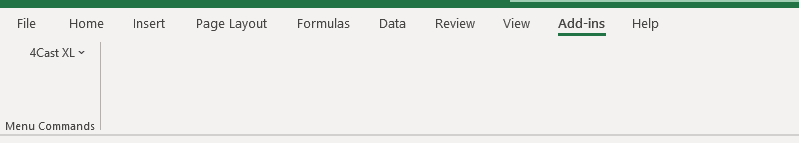 File Home Insert Page Layout Formulas Data Review View Add-ins Help
4Cast XL
Menu Commands